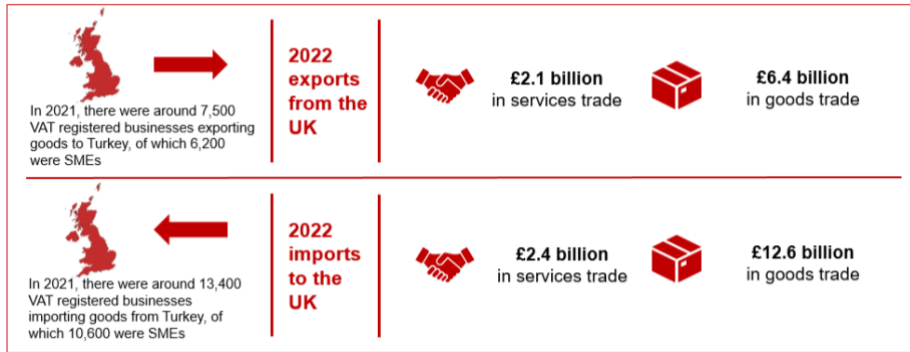 In 2021, there were around 7,500
VAT registered businesses exporting
goods to Turkey, of which 6,200
were SMEs
2022
exports
from the
UK
£2.1 billion
in services trade
£6.4 billion
in goods trade
In 2021, there were around 13,400
VAT registered businesses
importing goods from Turkey, of
which 10,600 were SMEs
2022
imports
to the
UK
£2.4 billion
in services trade
£12.6 billion
in goods trade